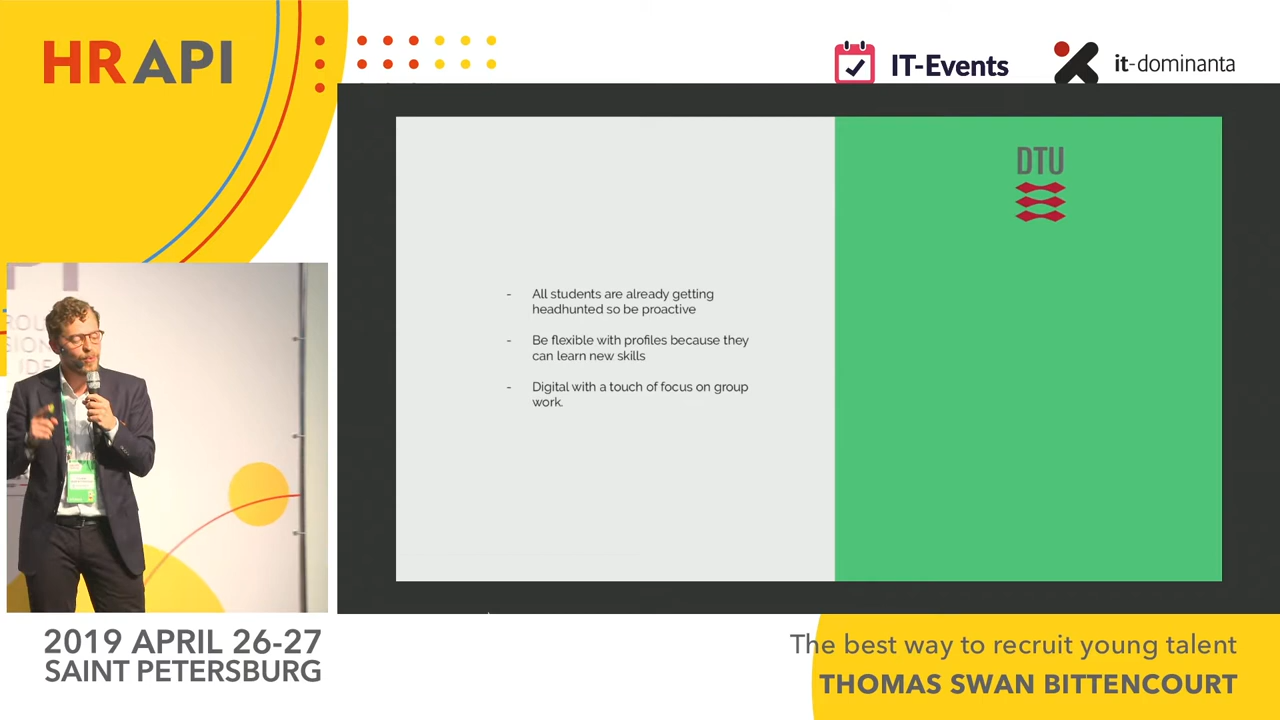 HR API
IT-Events
it-dominanta
DTU
- All students are already getting
headhunted so be proactive
- Be flexible with profiles because they
can learn new skills
- Digital with a touch of focus on group
work.
2019 APRIL 26-27
SAINT PETERSBURG
The best way to recruit young talent
THOMAS SWAN BITTENCOURT